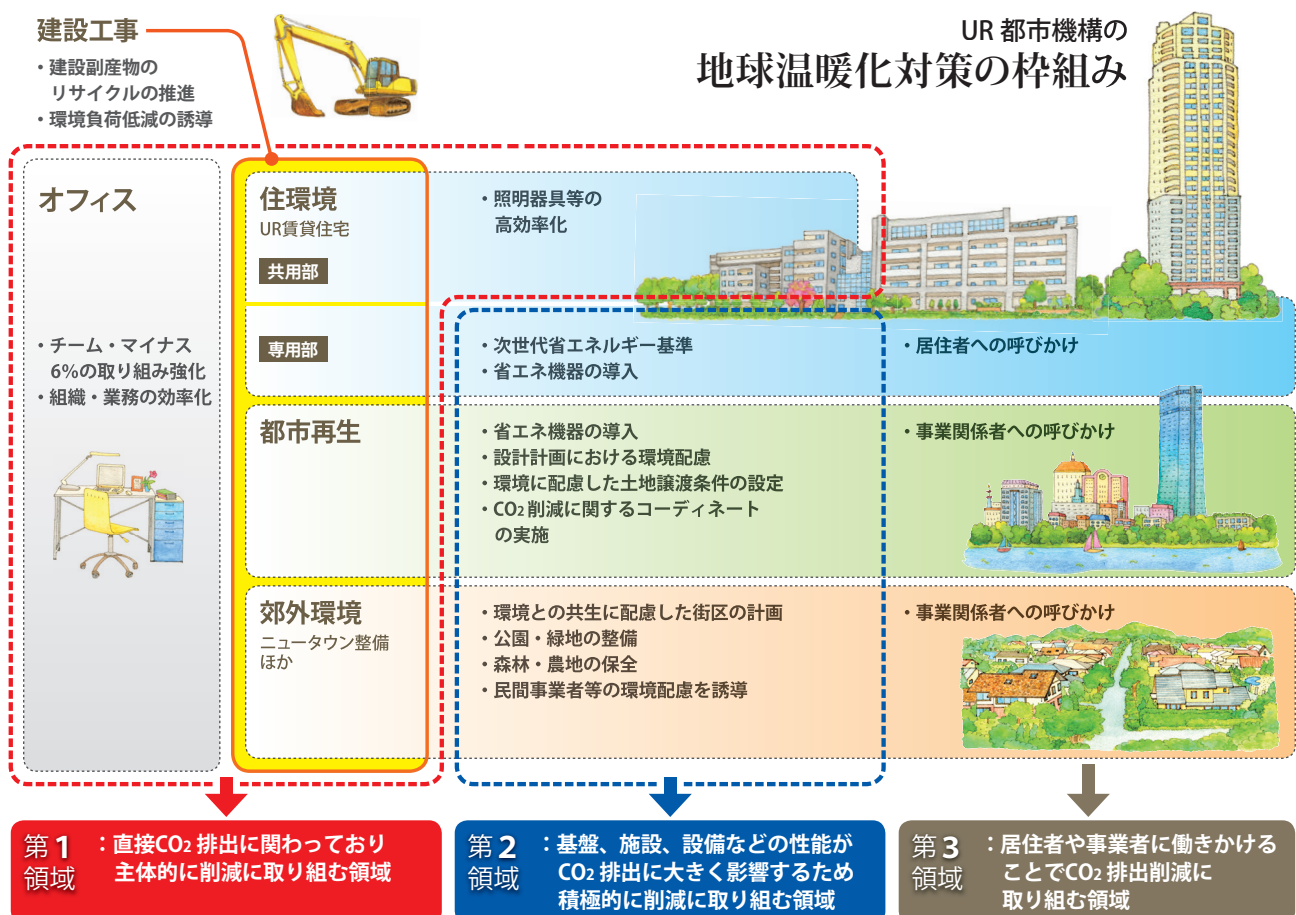 建設工事
・建設副産物の
リサイクルの推進
・環境負荷低減の誘導
UR 都市機構の
地球温暖化対策の枠組み
オフィス
・チーム・マイナス
6%の取り組み強化
・組織・業務の効率化
住環境
UR賃貸住宅
共用部
・照明器具等の
高効率化
専用部
・次世代省エネルギー基準
・省エネ機器の導入
・居住者への呼びかけ
都市再生
・省エネ機器の導入
・設計計画における環境配慮
・環境に配慮した土地譲渡条件の設定
・CO₂削減に関するコーディネート
の実施
・事業関係者への呼びかけ
郊外環境
ニュータウン整備
ほか
・環境との共生に配慮した街区の計画
・公園・緑地の整備
・森林・農地の保全
・民間事業者等の環境配慮を誘導
・事業関係者への呼びかけ
第1
領域
：直接CO₂ 排出に関わっており
主体的に削減に取り組む領域
第2
領域
：基盤、施設、設備などの性能が
CO₂ 排出に大きく影響するため
積極的に削減に取り組む領域
第3
領域
：居住者や事業者に働きかける
ことでCO₂ 排出削減に
取り組む領域